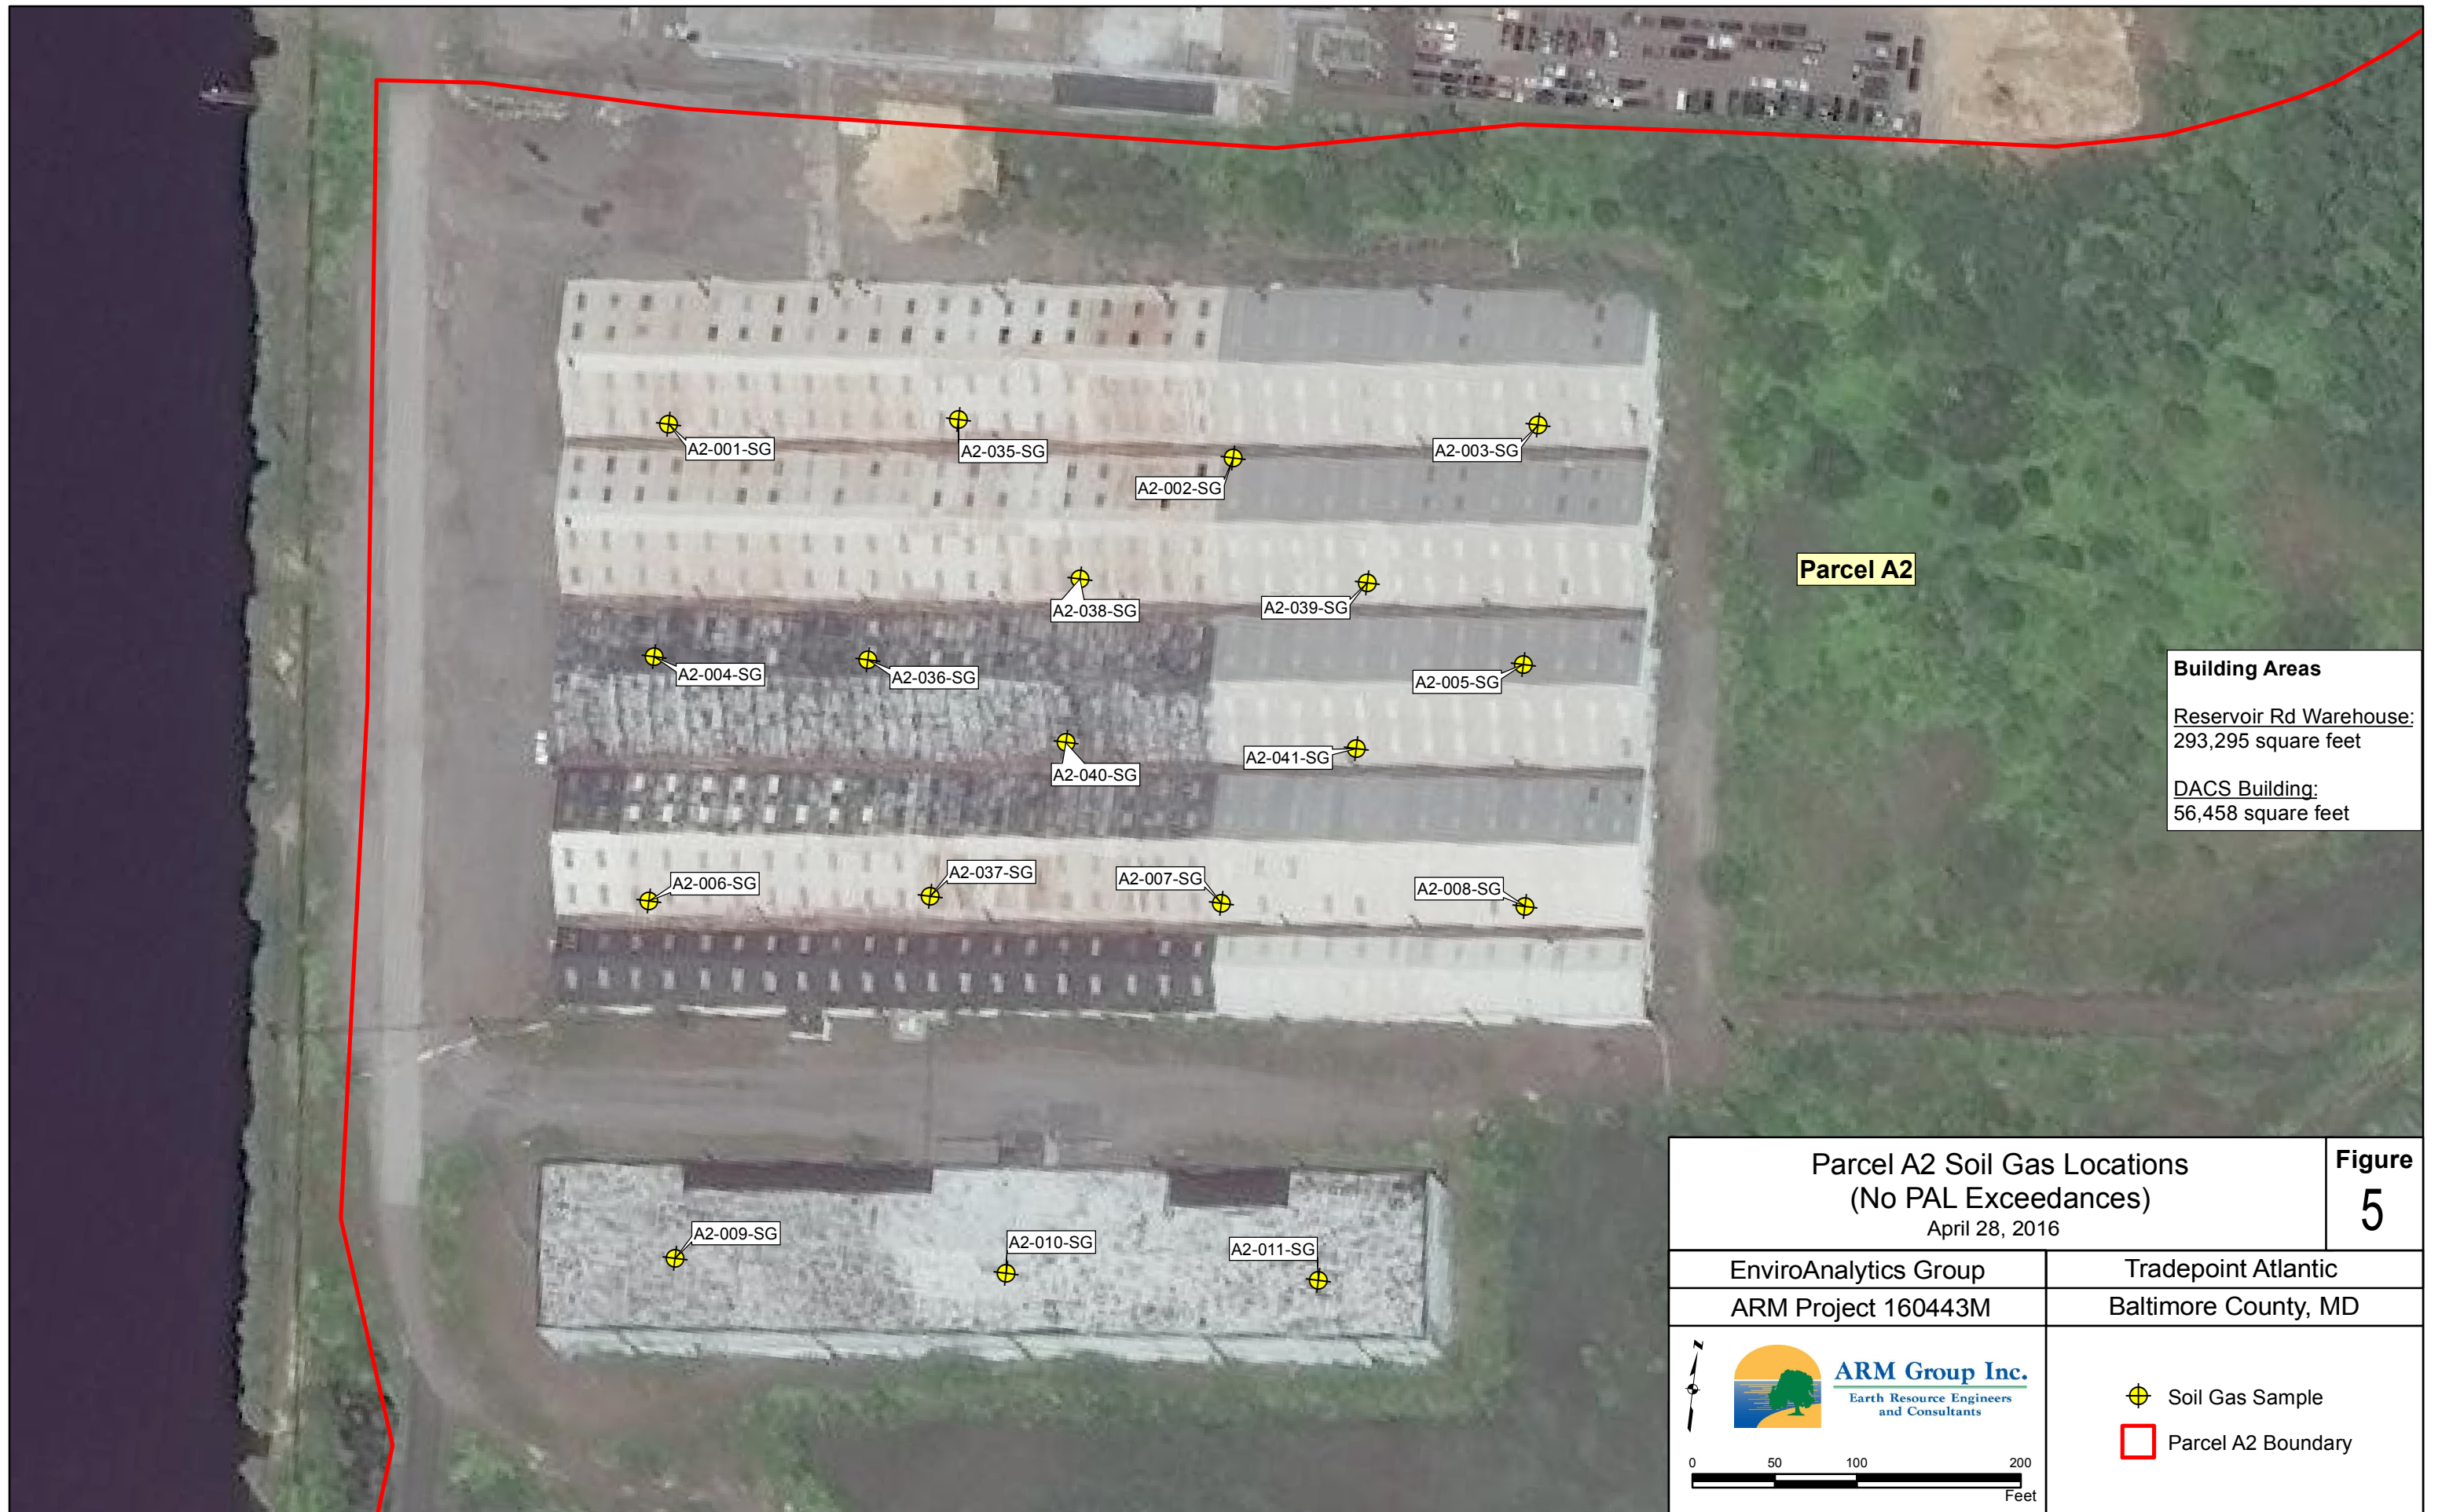 A2-001-SG
A2-035-SG
A2-002-SG
A2-003-SG
A2-038-SG
A2-039-SG
A2-004-SG
A2-036-SG
A2-005-SG
A2-040-SG
A2-041-SG
A2-006-SG
A2-037-SG
A2-007-SG
A2-008-SG
A2-009-SG
A2-010-SG
A2-011-SG
Parcel A2
Building Areas
Reservoir Rd Warehouse:
293,295 square feet
DACS Building:
56,458 square feet
Parcel A2 Soil Gas Locations
(No PAL Exceedances)
April 28, 2016
Figure
5
EnviroAnalytics Group
Tradepoint Atlantic
ARM Project 160443M
Baltimore County, MD
N
ARM Group Inc.
Earth Resource Engineers
and Consultants
0 50 100 200
Feet
Soil Gas Sample
Parcel A2 Boundary